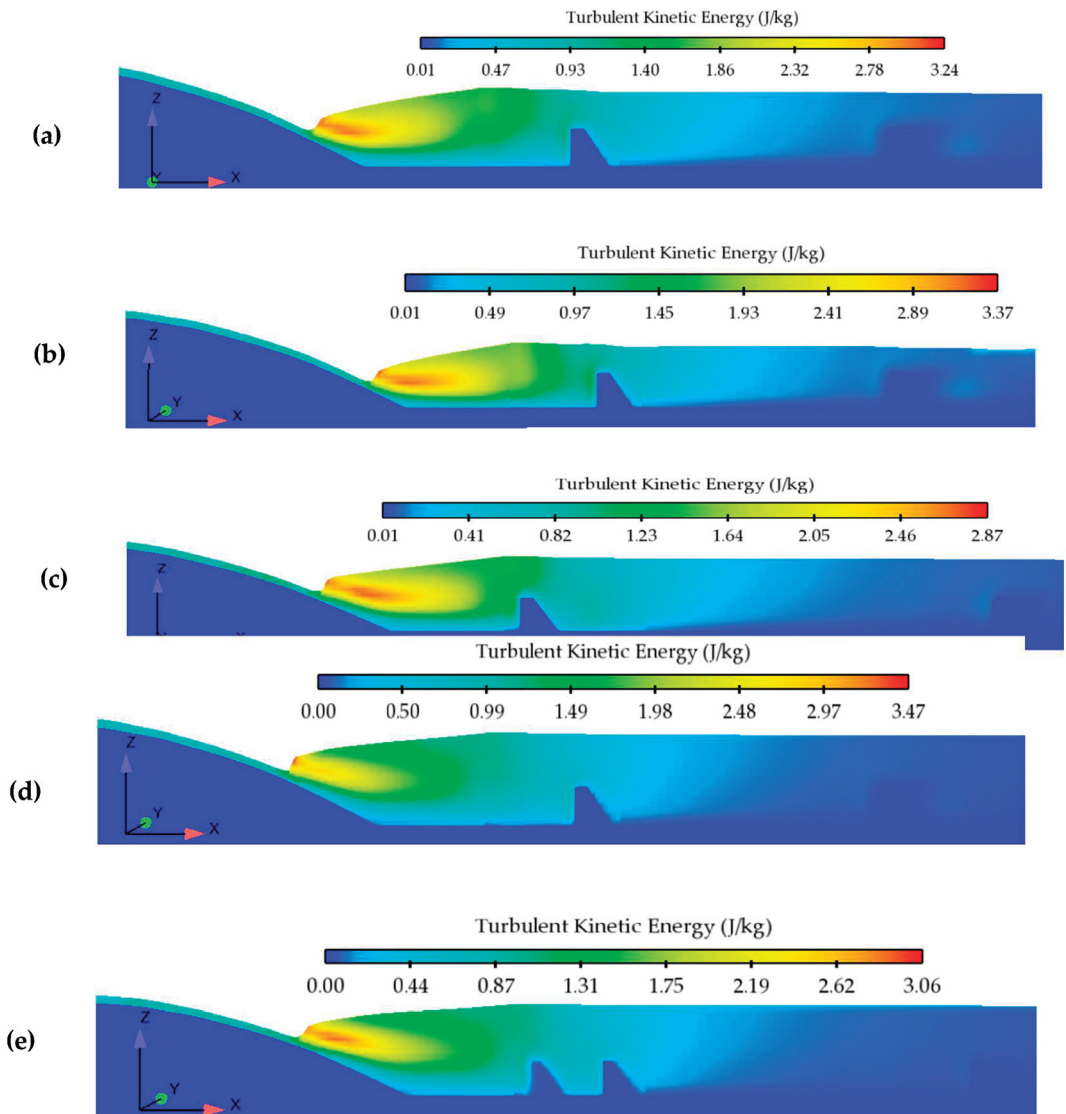 Turbulent Kinetic Energy (J/kg)
0.01 0.47 0.93 1.40 1.86 2.32 2.78 3.24
(a)
Z
Y X
Turbulent Kinetic Energy (J/kg)
0.01 0.49 0.97 1.45 1.93 2.41 2.89 3.37
(b)
Z
Y
X
Turbulent Kinetic Energy (J/kg)
0.01 0.41 0.82 1.23 1.64 2.05 2.46 2.87
(c)
Z
Turbulent Kinetic Energy (J/kg)
0.00 0.50 0.99 1.49 1.98 2.48 2.97 3.47
(d)
Z
Y
X
Turbulent Kinetic Energy (J/kg)
0.00 0.44 0.87 1.31 1.75 2.19 2.62 3.06
(e)
Z
Y
X